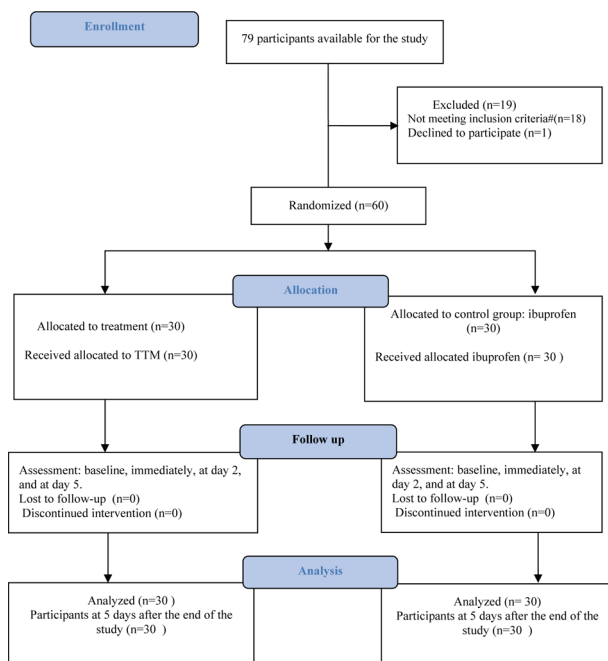 Enrollment
79 participants available for the study
Excluded (n=19)
Not meeting inclusion criteria#(n=18)
Declined to participate (n=1)
Randomized (n=60)
Allocation
Allocated to treatment (n=30)
Received allocated to TTM (n=30)
Allocated to control group: ibuprofen
(n=30)
Received allocated ibuprofen (n= 30 )
Follow up
Assessment: baseline, immediately, at day 2,
and at day 5.
Lost to follow-up (n=0)
Discontinued intervention (n=0)
Assessment: baseline, immediately, at
day 2, and at day 5.
Lost to follow-up (n=0)
Discontinued intervention (n=0)
Analysis
Analyzed (n=30 )
Participants at 5 days after the end of the
study (n=30 )
Analyzed (n= 30)
Participants at 5 days after the end of the
study (n=30 )